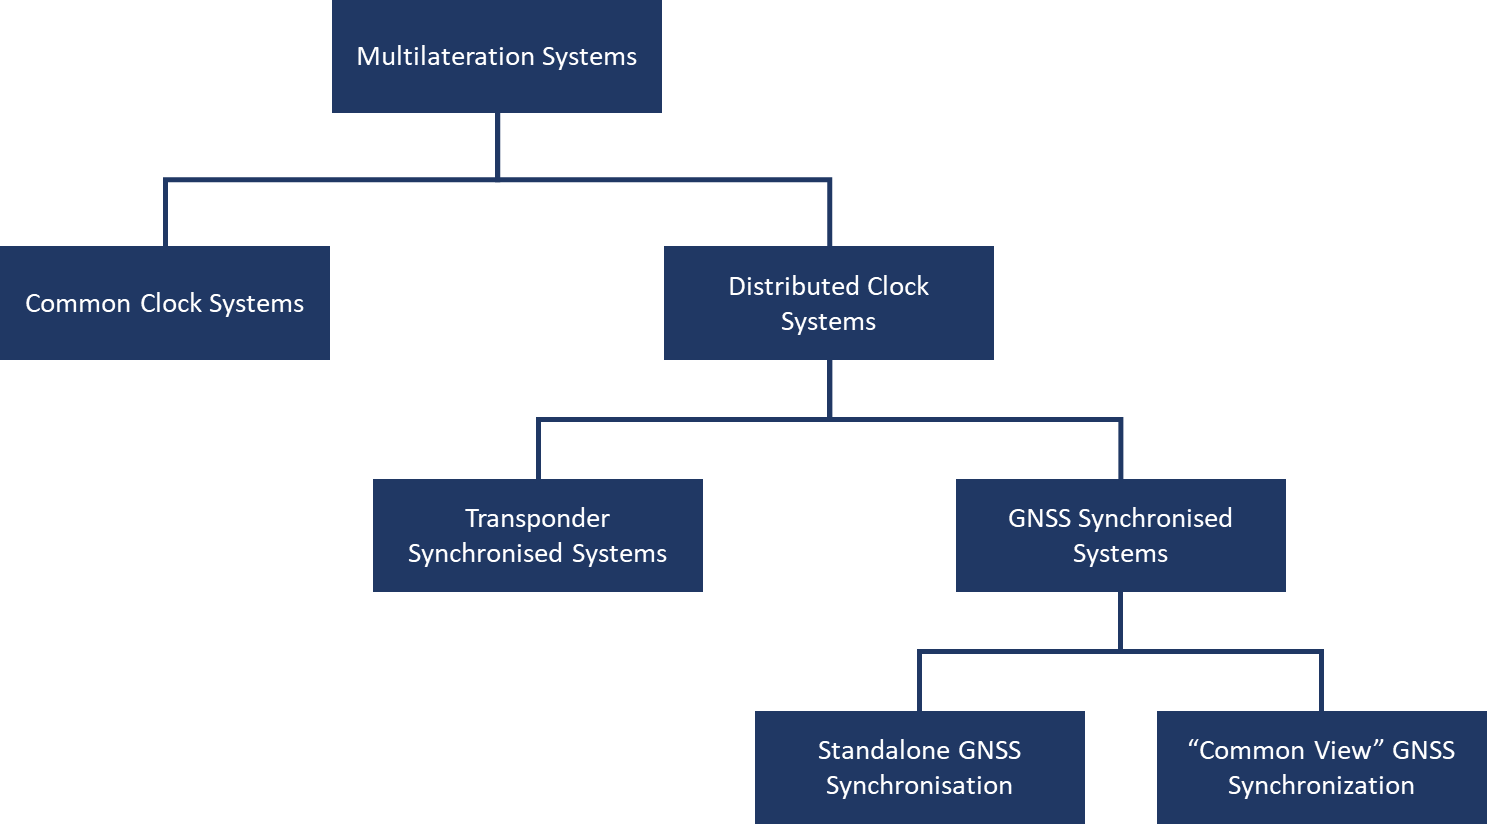 Multilateration Systems
Common Clock Systems
Distributed Clock
Systems
Transponder
Synchronised Systems
GNSS Synchronised
Systems
Standalone GNSS
Synchronisation
“Common View” GNSS
Synchronization